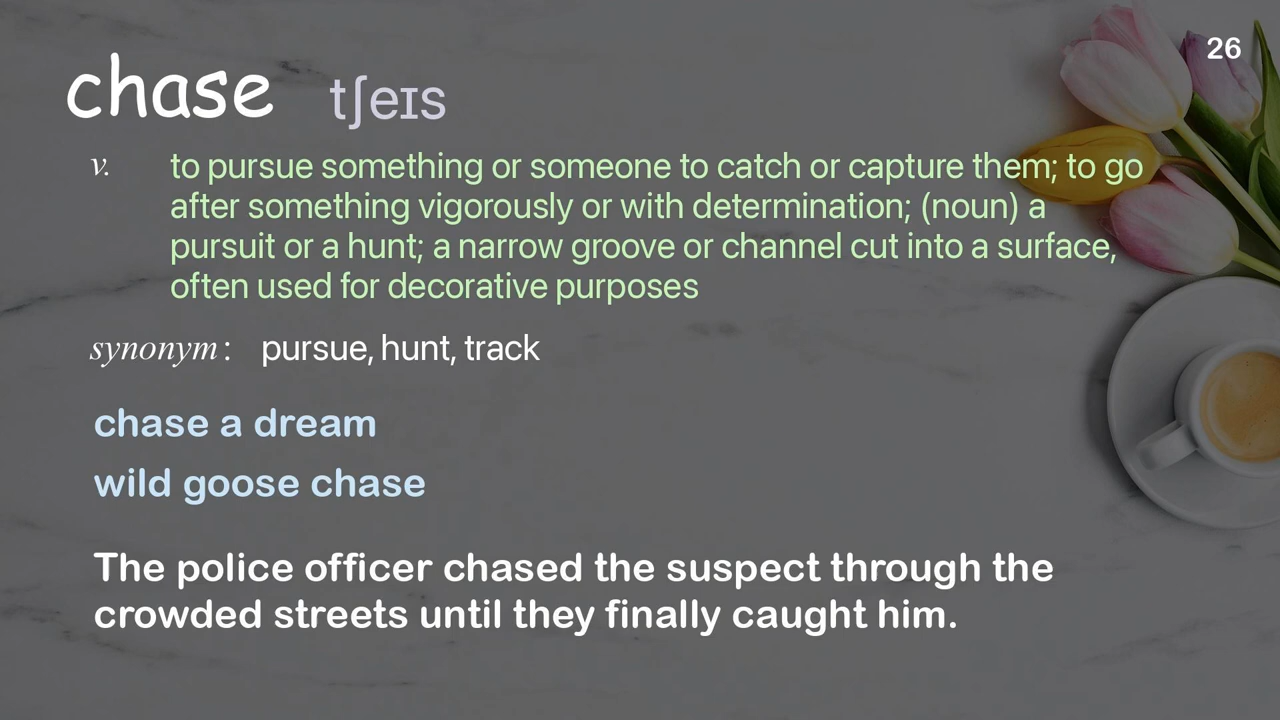 26
chase tʃeɪs
v. to pursue something or someone to catch or capture them; to go
after something vigorously or with determination; (noun) a
pursuit or a hunt; a narrow groove or channel cut into a surface,
often used for decorative purposes
synonym : pursue, hunt, track
chase a dream
wild goose chase
The police officer chased the suspect through the
crowded streets until they finally caught him.